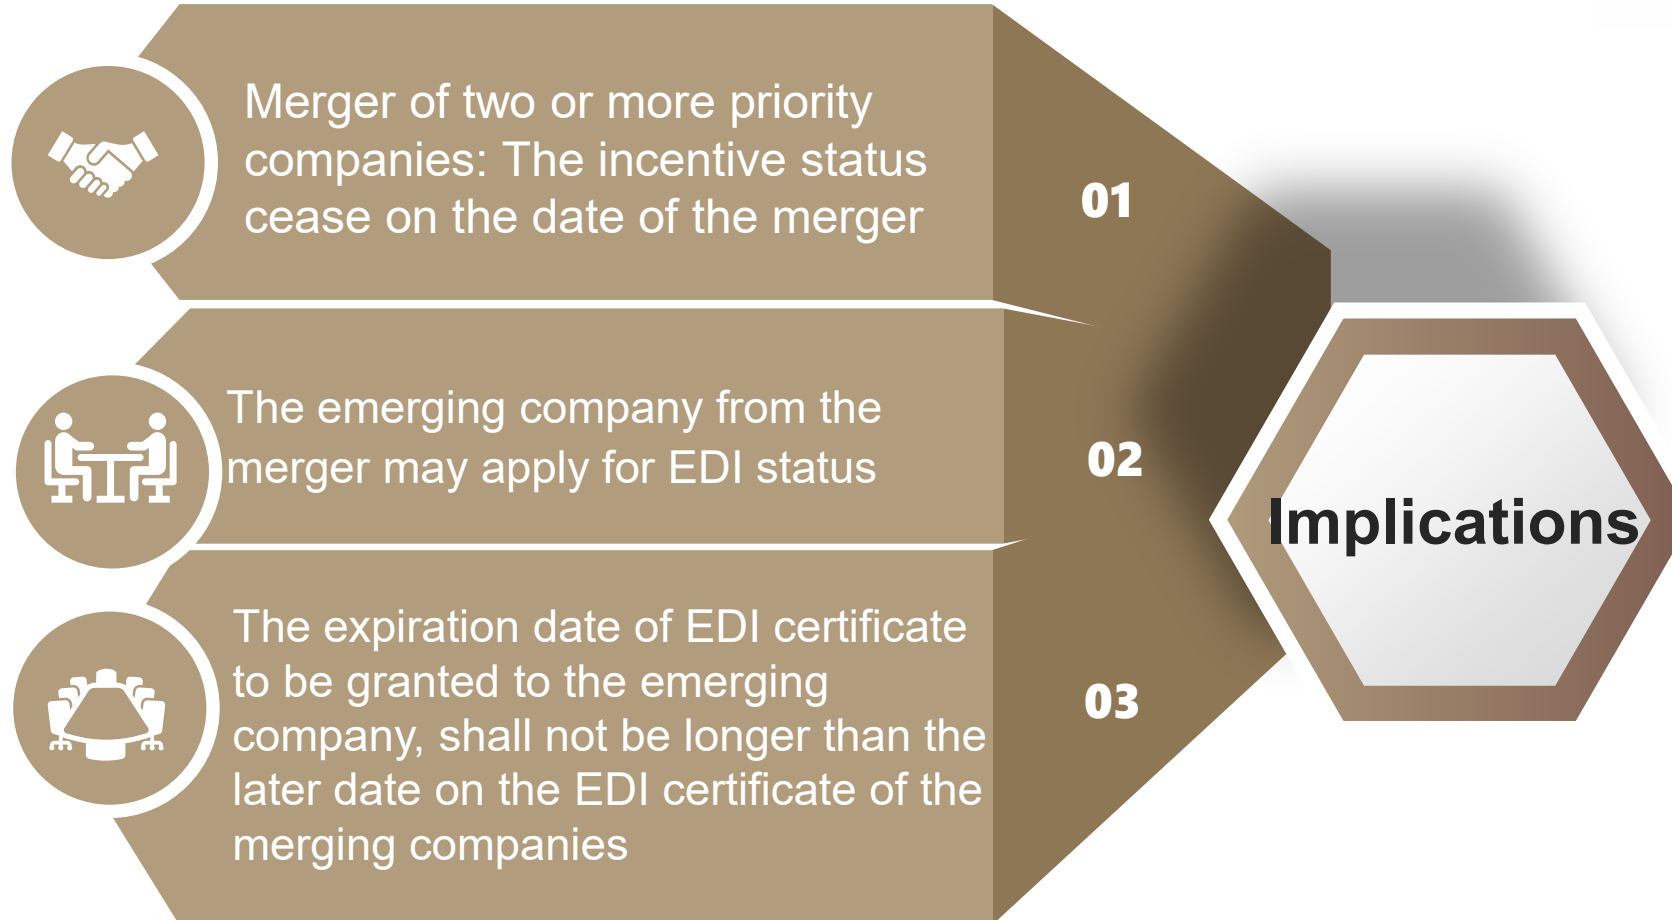 Merger of two or more priority
companies: The incentive status
cease on the date of the merger
01
The emerging company from the
merger may apply for EDI status
02
The expiration date of EDI certificate
to be granted to the emerging
company, shall not be longer than the
later date on the EDI certificate of the
merging companies
03
Implications